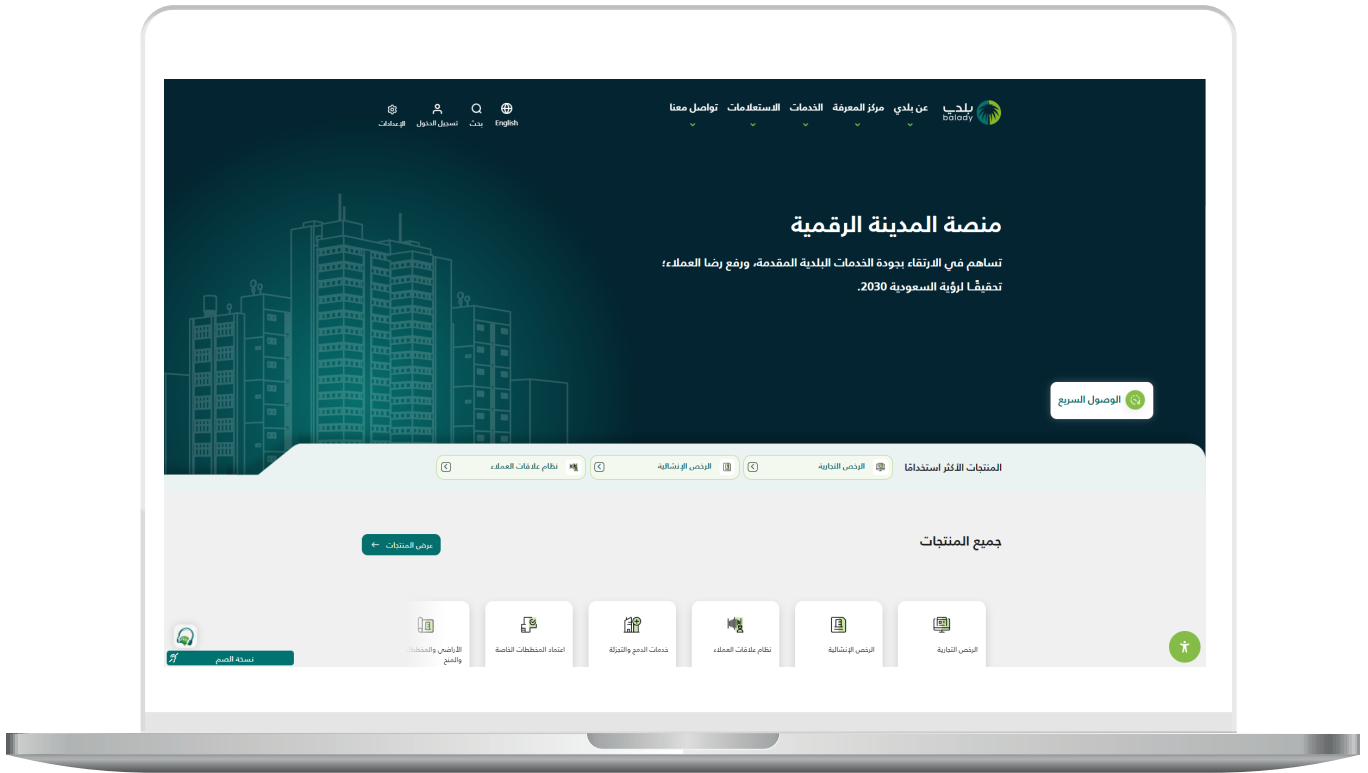 بلدي
balady
عن بلدي
مركز المعرفة
الخدمات
الاستعلامات
تواصل معنا
English
بحث
تسجيل الدخول
الإعدادات
منصة المدينة الرقمية
تساهم في الارتقاء بجودة الخدمات البلدية المقدمة، ورفع رضا العملاء؛
تحقيقًا لرؤية السعودية 2030.
الوصول السريع
المنتجات الأكثر استخدامًا
الرخص التجارية
الرخص الإنشائية
نظام علاقات العملاء
جميع المنتجات
عرض المنتجات
الرخص التجارية
الرخص الإنشائية
نظام علاقات العملاء
خدمات الدمج والتجزئة
اعتماد المخططات الخاصة
الأراضي
والمنح
نسخة الصم